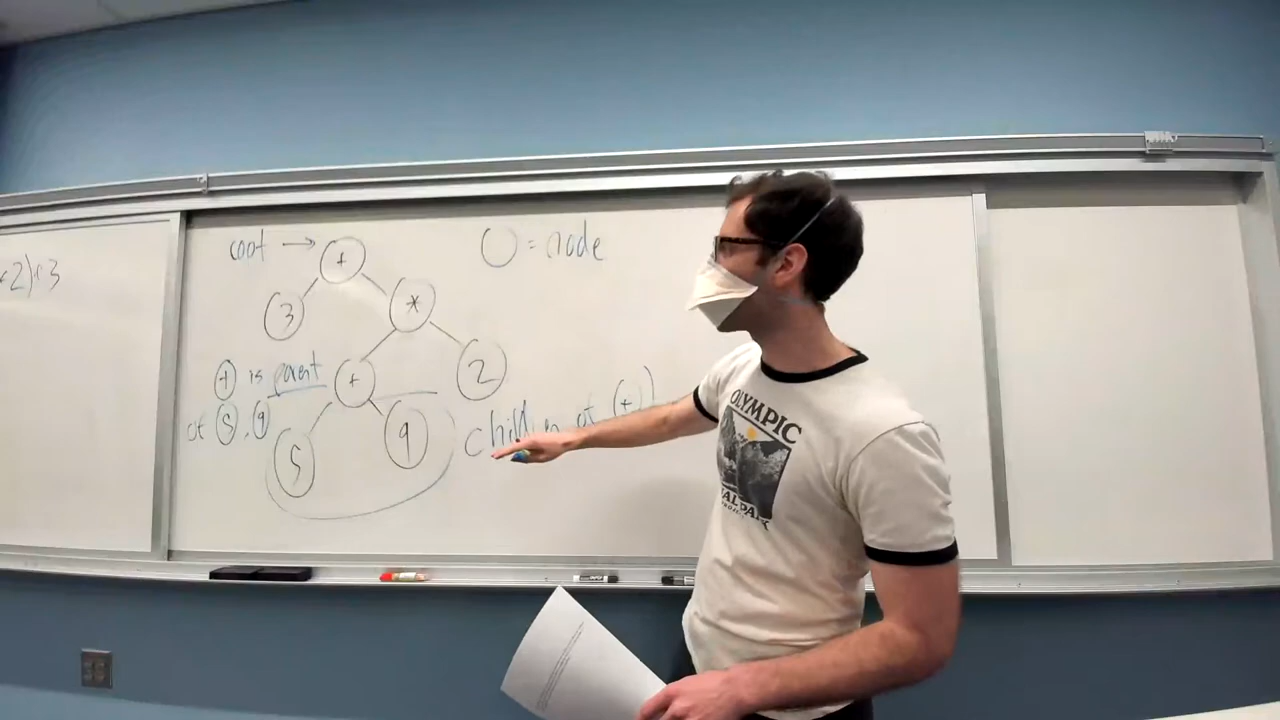 +2)+3
root → +
○ = node
3
*
+ is parent
+
2
of 5, 9
5
9
children of +
OLYMPIC